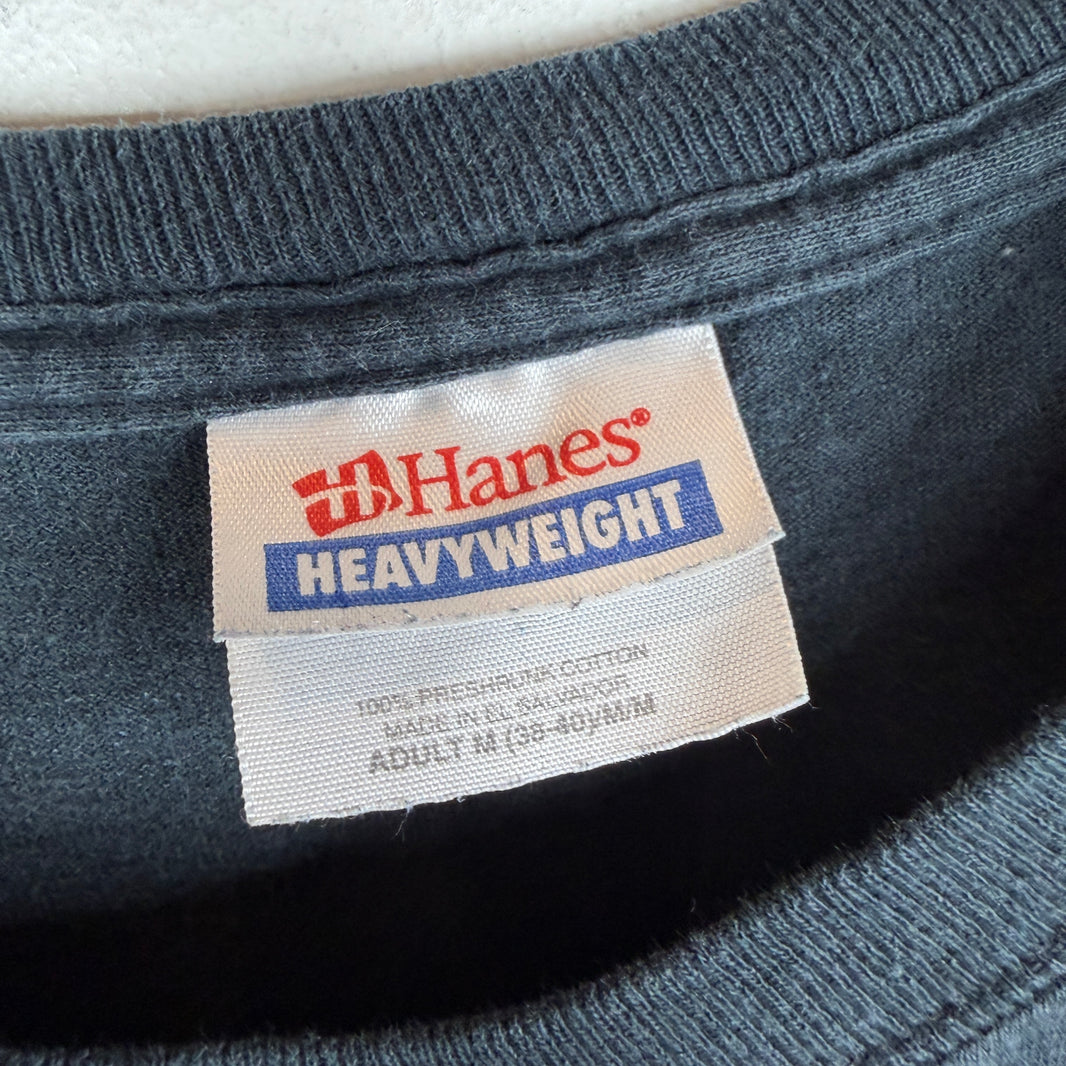 Hanes®
HEAVYWEIGHT
100% PRESHRUNK COTTON
MADE IN EL SALVADOR
ADULT M (38-40)/M/M